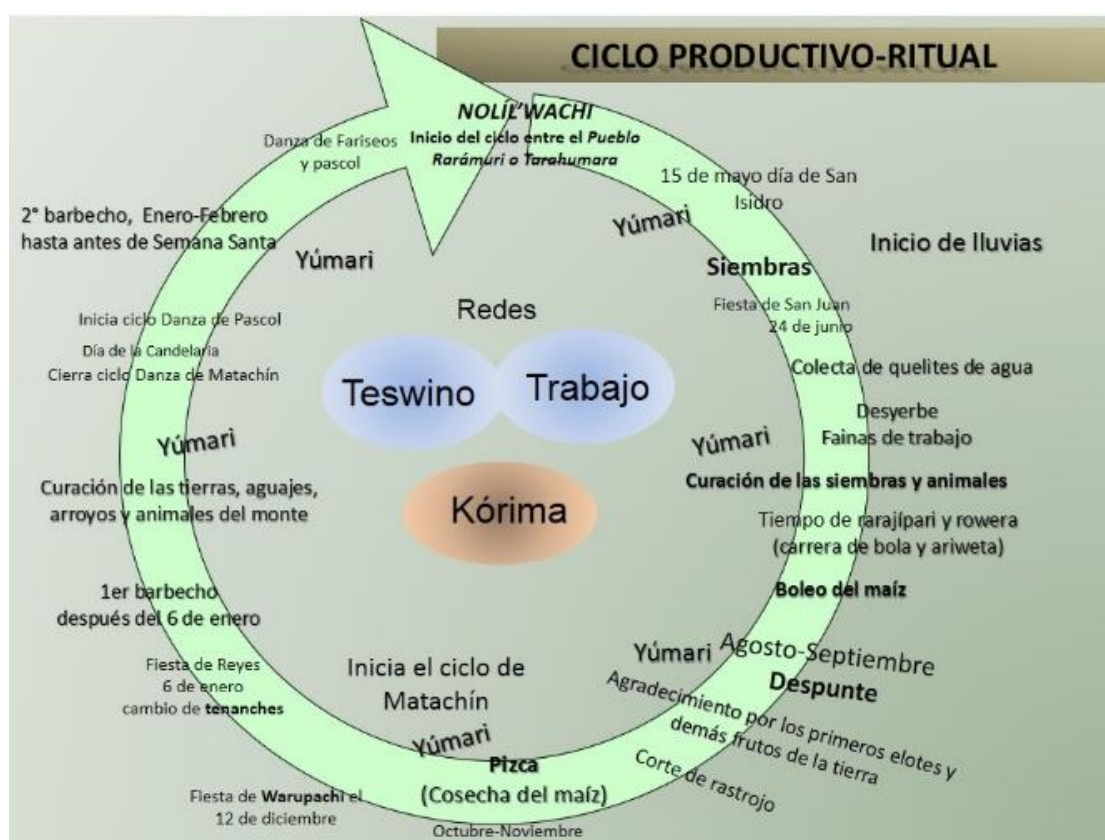 CICLO PRODUCTIVO-RITUAL
NOLÍL'WACHI
Inicio del ciclo entre el Pueblo
Rarámuri o Tarahumara
15 de mayo día de San
Isidro
Yúmari
Inicio de lluvias
Siembras
Fiesta de San Juan
24 de junio
Colecta de quelites de agua
Desyerbe
Fainas de trabajo
Yúmari
Curación de las siembras y animales
Tiempo de rarajípari y rowera
(carrera de bola y ariweta)
Boleo del maíz
Agosto-Septiembre
Yúmari
Despunte
Agradecimiento por los primeros elotes y
demás frutos de la tierra
Corte de rastrojo
Pizca
(Cosecha del maíz)
Octubre-Noviembre
Inicia el ciclo de
Matachín
Yúmari
Fiesta de Warupachi el
12 de diciembre
Fiesta de Reyes
6 de enero
cambio de tenanches
1er barbecho
después del 6 de enero
Curación de las tierras, aguajes,
arroyos y animales del monte
Yúmari
Día de la Candelaria
Cierra ciclo Danza de Matachín
Inicia ciclo Danza de Pascol
2° barbecho, Enero-Febrero
hasta antes de Semana Santa
Yúmari
Danza de Fariseos
y pascol
Redes
Teswino
Trabajo
Kórima